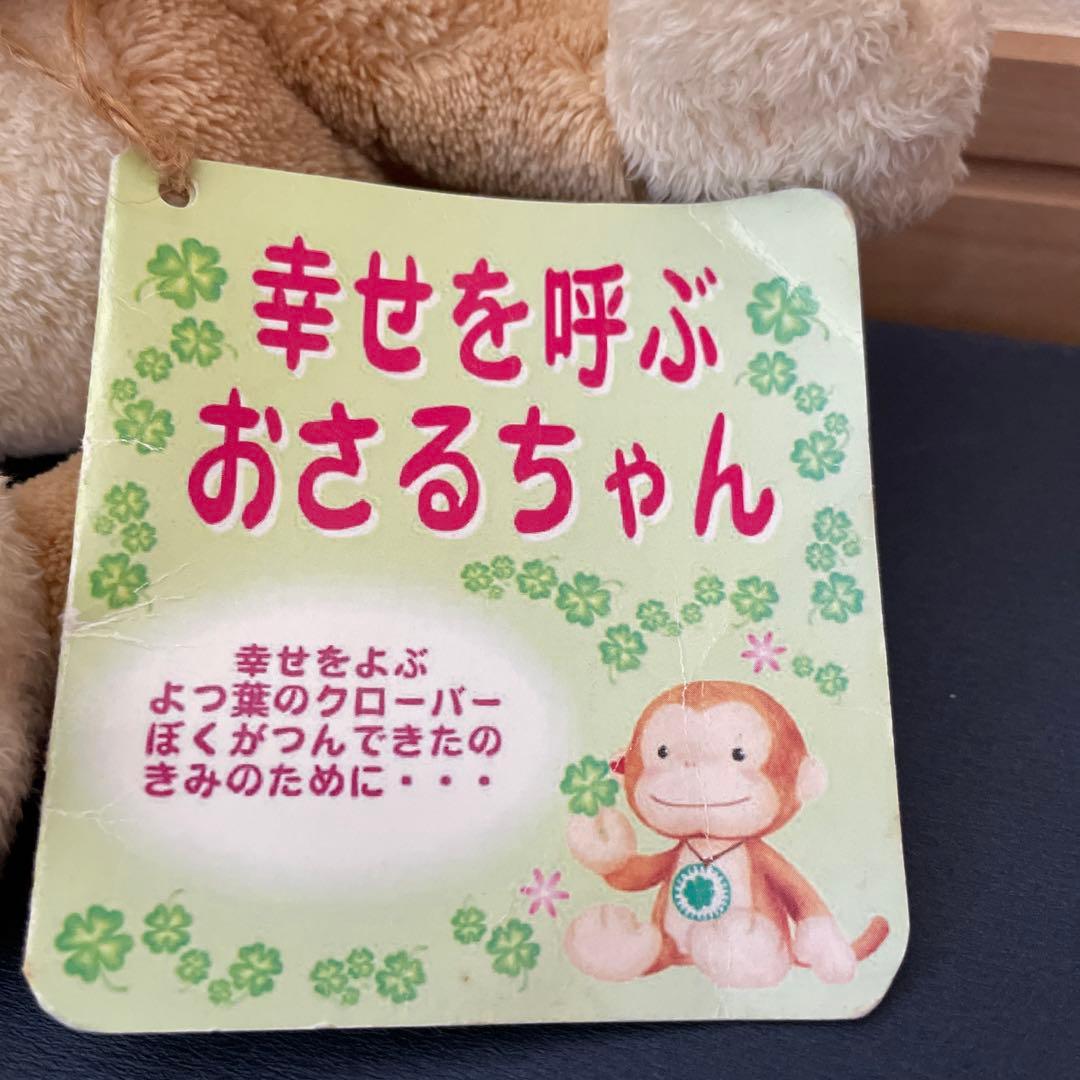 幸せを呼ぶ
おさるちゃん
幸せをよぶ
よつ葉のクローバー
ぼくがつんできたの
きみのために・・・